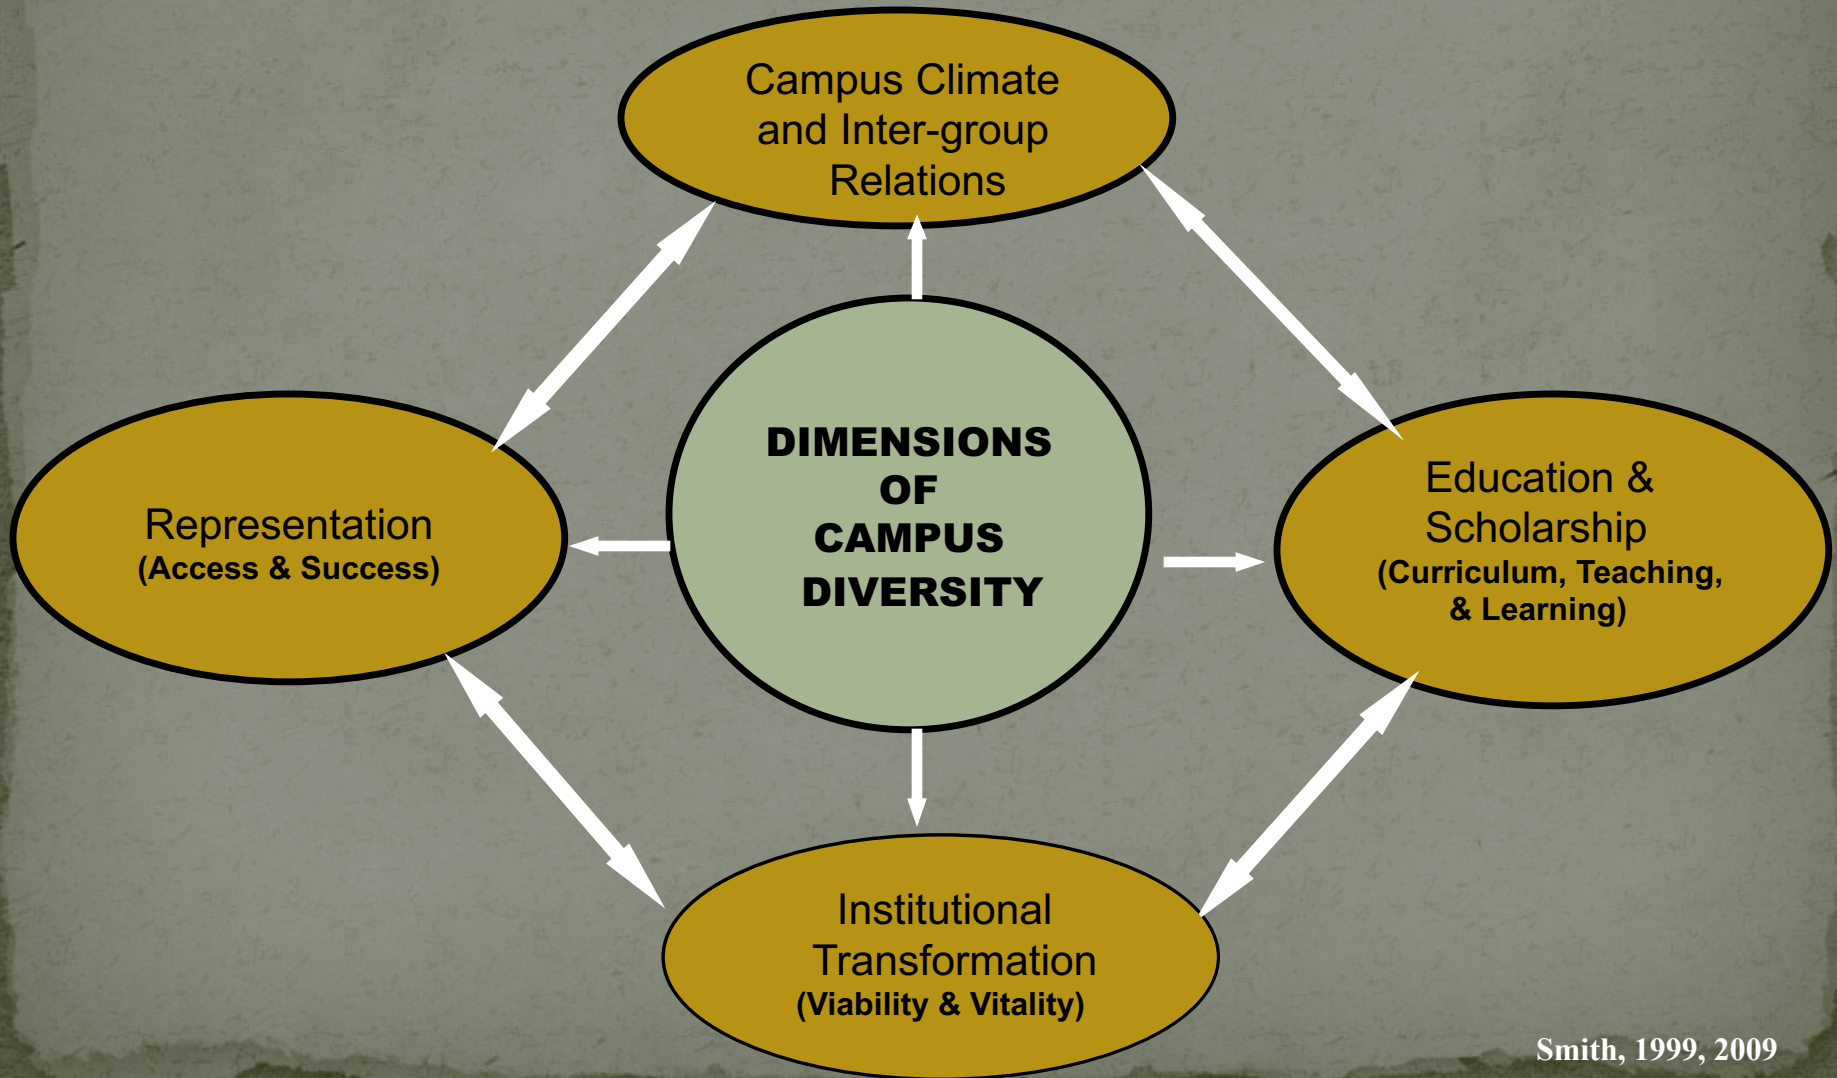 Campus Climate
and Inter-group
Relations
DIMENSIONS
OF
CAMPUS
DIVERSITY
Representation
(Access & Success)
Education &
Scholarship
(Curriculum, Teaching,
& Learning)
Institutional
Transformation
(Viability & Vitality)
Smith, 1999, 2009